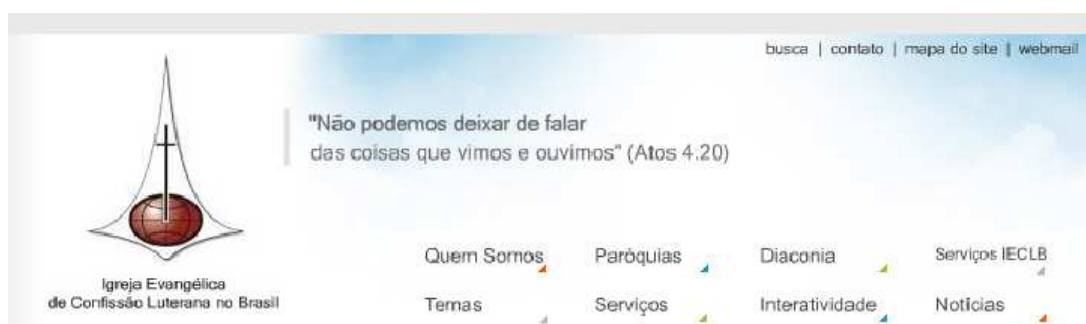 busca | contato | mapa do site | webmail
"Não podemos deixar de falar
das coisas que vimos e ouvimos" (Atos 4.20)
Igreja Evangélica
de Confissão Luterana no Brasil
Quem Somos Paróquias Diaconia Serviços IECLB
Temas Serviços Interatividade Notícias